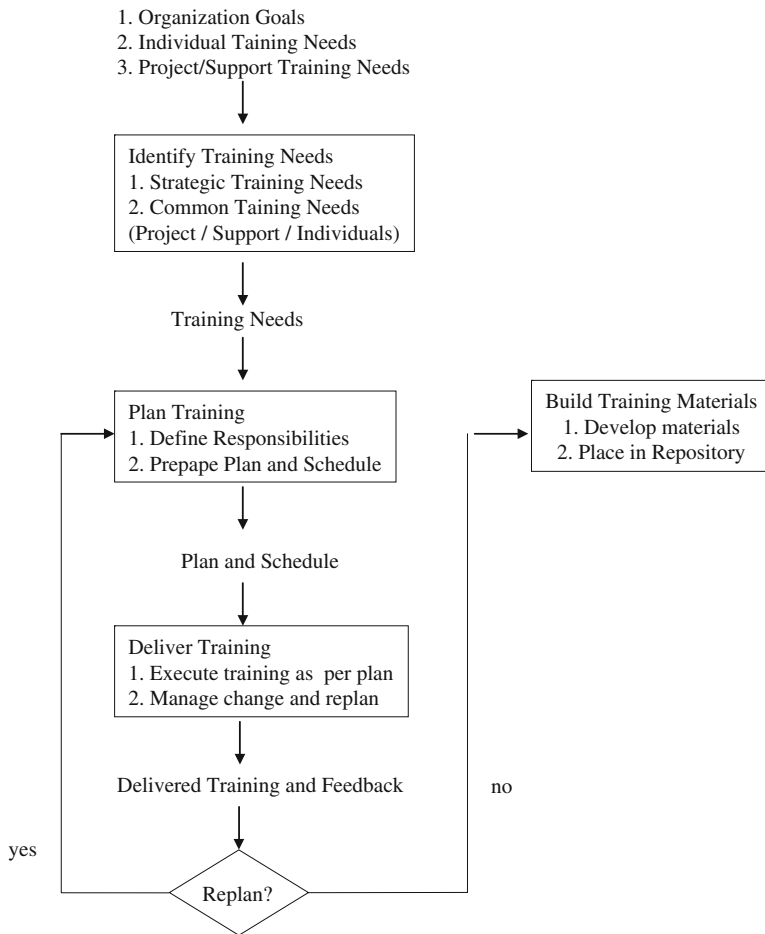 1. Organization Goals
2. Individual Taining Needs
3. Project/Support Training Needs
Identify Training Needs
1. Strategic Training Needs
2. Common Taining Needs
(Project / Support / Individuals)
Training Needs
Plan Training
1. Define Responsibilities
2. Prepape Plan and Schedule
Build Training Materials
1. Develop materials
2. Place in Repository
Plan and Schedule
Deliver Training
1. Execute training as per plan
2. Manage change and replan
Delivered Training and Feedback
no
yes
Replan?